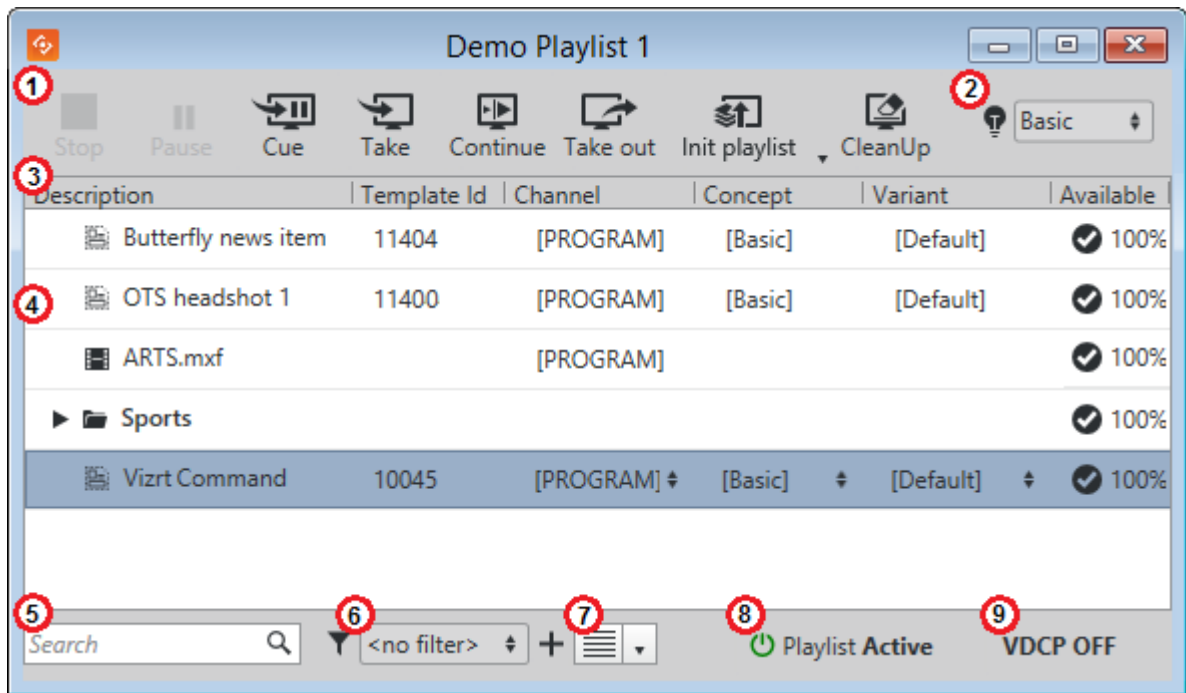 Demo Playlist 1
1
2
Stop Pause Cue Take Continue Take out Init playlist CleanUp Basic
3
Description Template Id Channel Concept Variant Available
Butterfly news item 11404 [PROGRAM] [Basic] [Default] 100%
4
OTS headshot 1 11400 [PROGRAM] [Basic] [Default] 100%
ARTS.mxf [PROGRAM] 100%
Sports 100%
Vizrt Command 10045 [PROGRAM] [Basic] [Default] 100%
5 6 7 8 9
Search <no filter> Playlist Active VDCP OFF